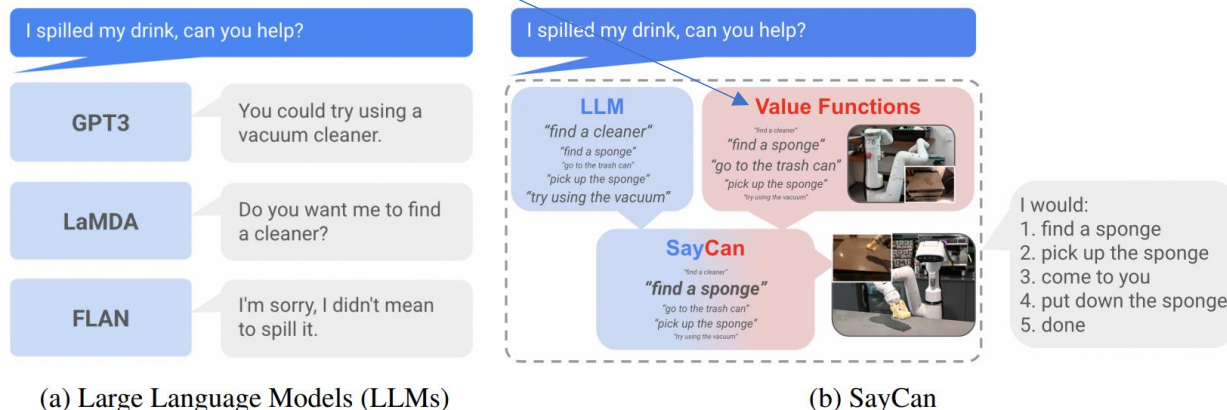 I spilled my drink, can you help?
GPT3
You could try using a
vacuum cleaner.
LaMDA
Do you want me to find
a cleaner?
FLAN
I'm sorry, I didn't mean
to spill it.
(a) Large Language Models (LLMs)
I spilled my drink, can you help?
LLM
“find a cleaner”
“find a sponge”
“go to the trash can”
“pick up the sponge”
“try using the vacuum”
Value Functions
“find a cleaner”
“find a sponge”
“go to the trash can”
“pick up the sponge”
“try using the vacuum”
SayCan
“find a cleaner”
“find a sponge”
“go to the trash can”
“pick up the sponge”
“try using the vacuum”
I would:
1. find a sponge
2. pick up the sponge
3. come to you
4. put down the sponge
5. done
(b) SayCan